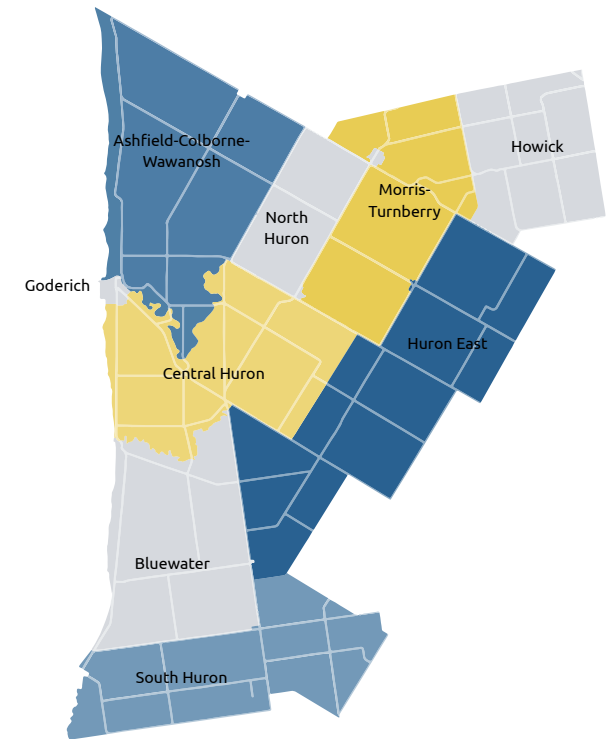 Ashfield-Colborne-
Wawanosh
Howick
Morris-
Turnberry
North
Huron
Goderich
Huron East
Central Huron
Bluewater
South Huron